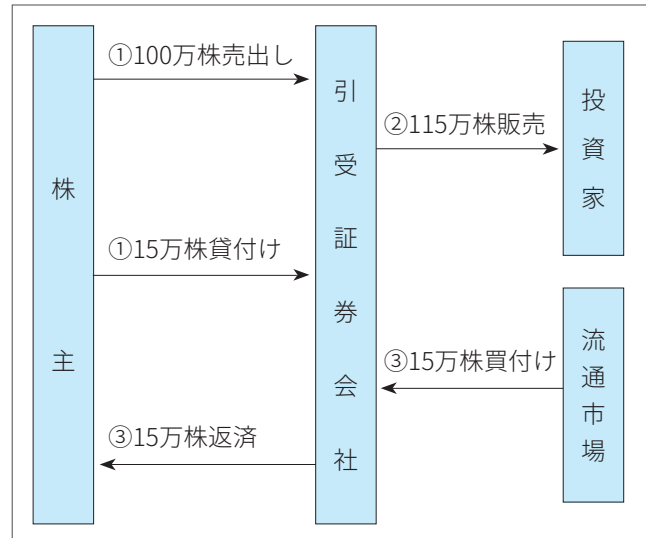 株主
①100万株売出し
①15万株貸付け
③15万株返済
引受証券会社
②115万株販売
③15万株買付け
投資家
流通市場